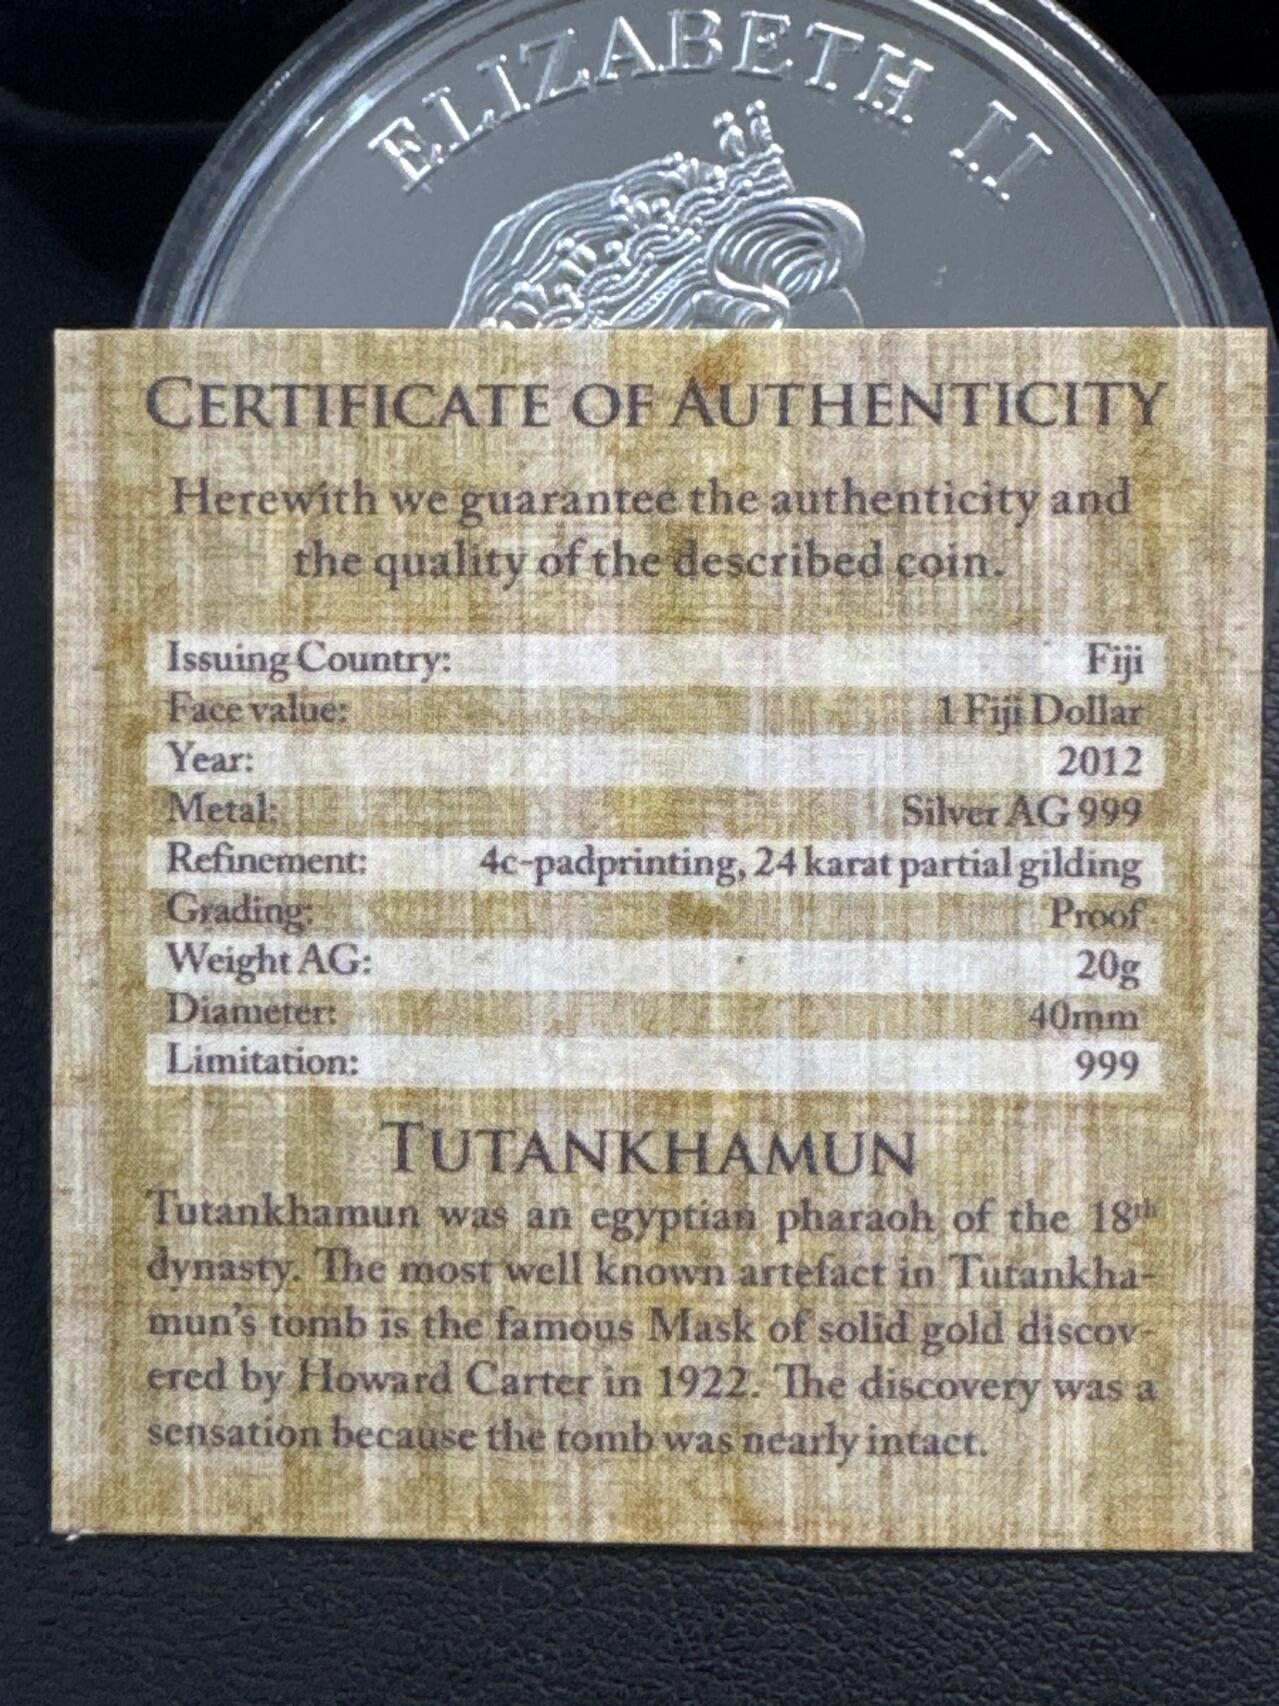 ELIZABETH II
CERTIFICATE OF AUTHENTICITY
Herewith we guarantee the authenticity and
the quality of the described coin.
Issuing Country: Fiji
Face value: 1 Fiji Dollar
Year: 2012
Metal: Silver AG 999
Refinement: 4c-padprinting, 24 karat partial gilding
Grading: Proof
Weight AG: 20g
Diameter: 40mm
Limitation: 999
TUTANKHAMUN
Tutankhamun was an egyptian pharaoh of the 18th
dynasty. The most well known artefact in Tutankha-
mun's tomb is the famous Mask of solid gold discov-
ered by Howard Carter in 1922. The discovery was a
sensation because the tomb was nearly intact.